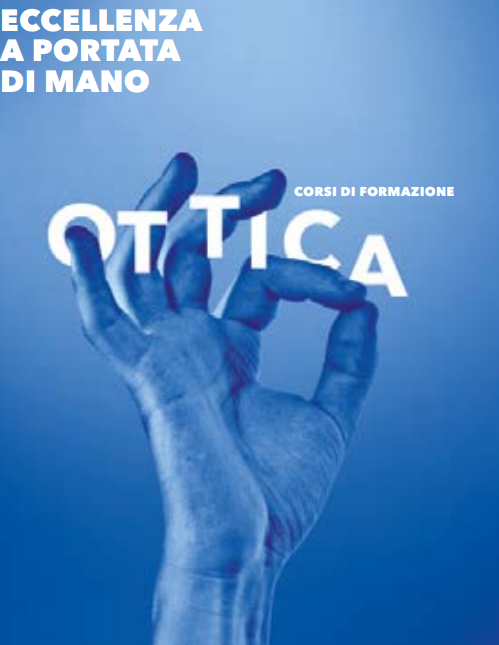 ECCELLENZA
A PORTATA
DI MANO
CORSI DI FORMAZIONE
OTTICA